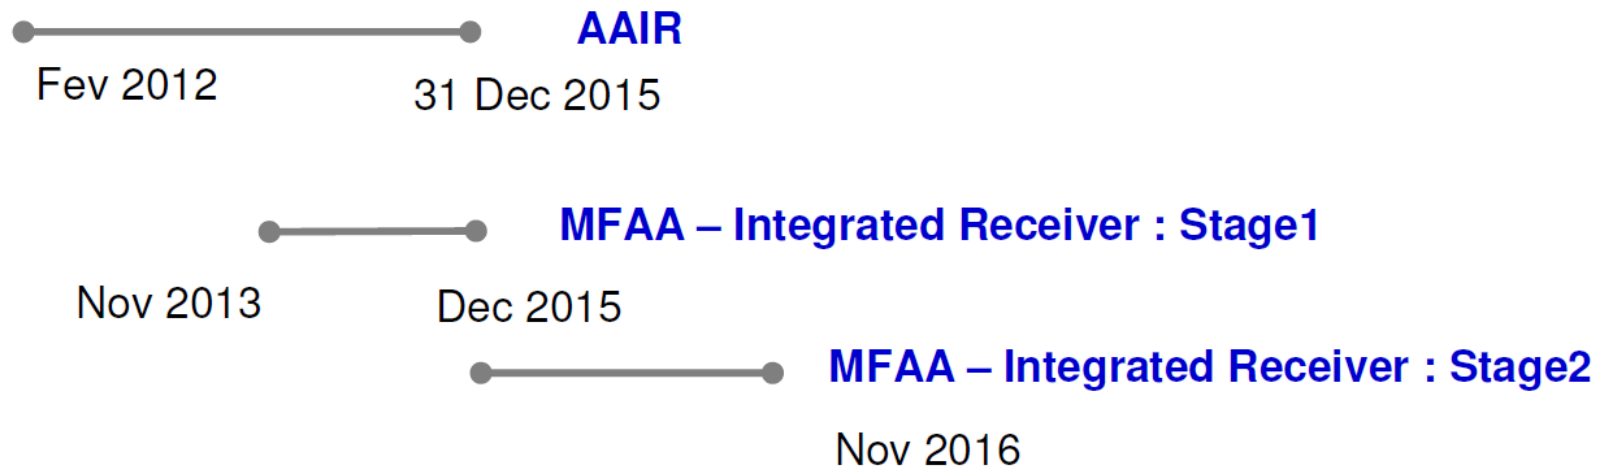 AAIR
Fev 2012
31 Dec 2015
MFAA – Integrated Receiver : Stage1
Nov 2013
Dec 2015
MFAA – Integrated Receiver : Stage2
Nov 2016